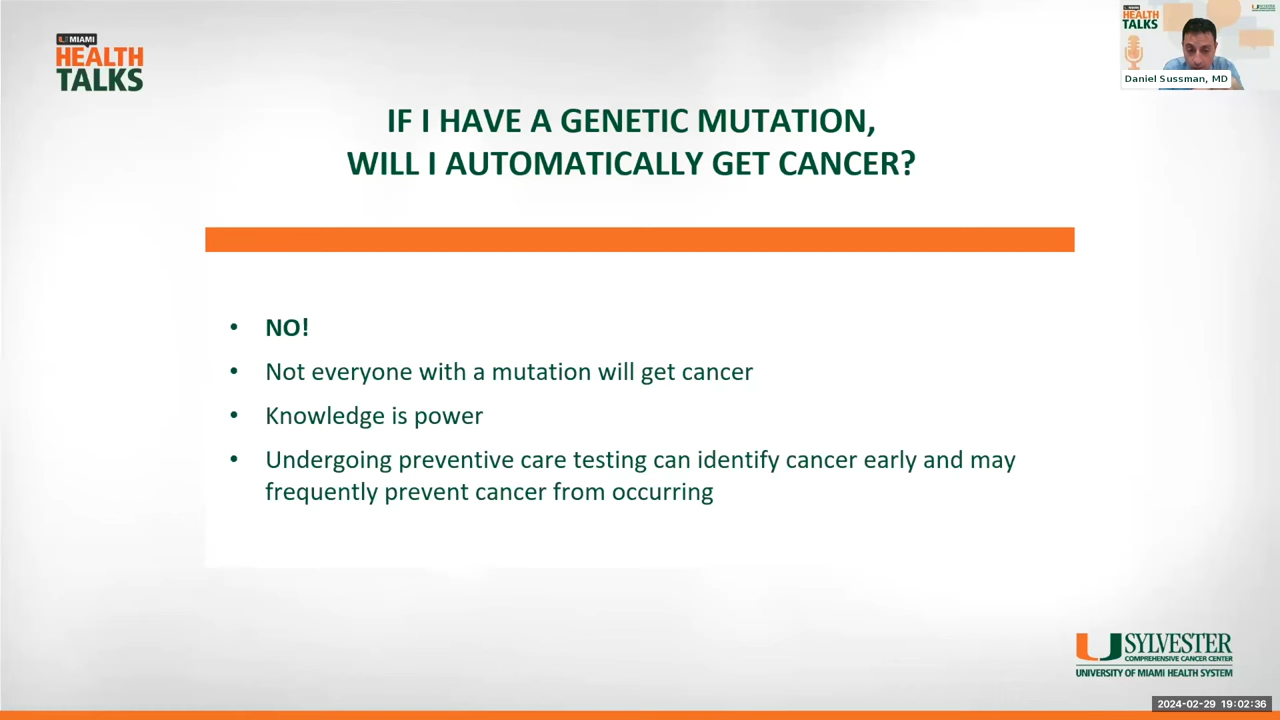 MIAMI
HEALTH
TALKS
HEALTH
TALKS
SYLVESTER
Daniel Sussman, MD
IF I HAVE A GENETIC MUTATION,
WILL I AUTOMATICALLY GET CANCER?
• NO!
• Not everyone with a mutation will get cancer
• Knowledge is power
• Undergoing preventive care testing can identify cancer early and may
frequently prevent cancer from occurring
SYLVESTER
COMPREHENSIVE CANCER CENTER
UNIVERSITY OF MIAMI HEALTH SYSTEM
2024-02-29 19:02:36